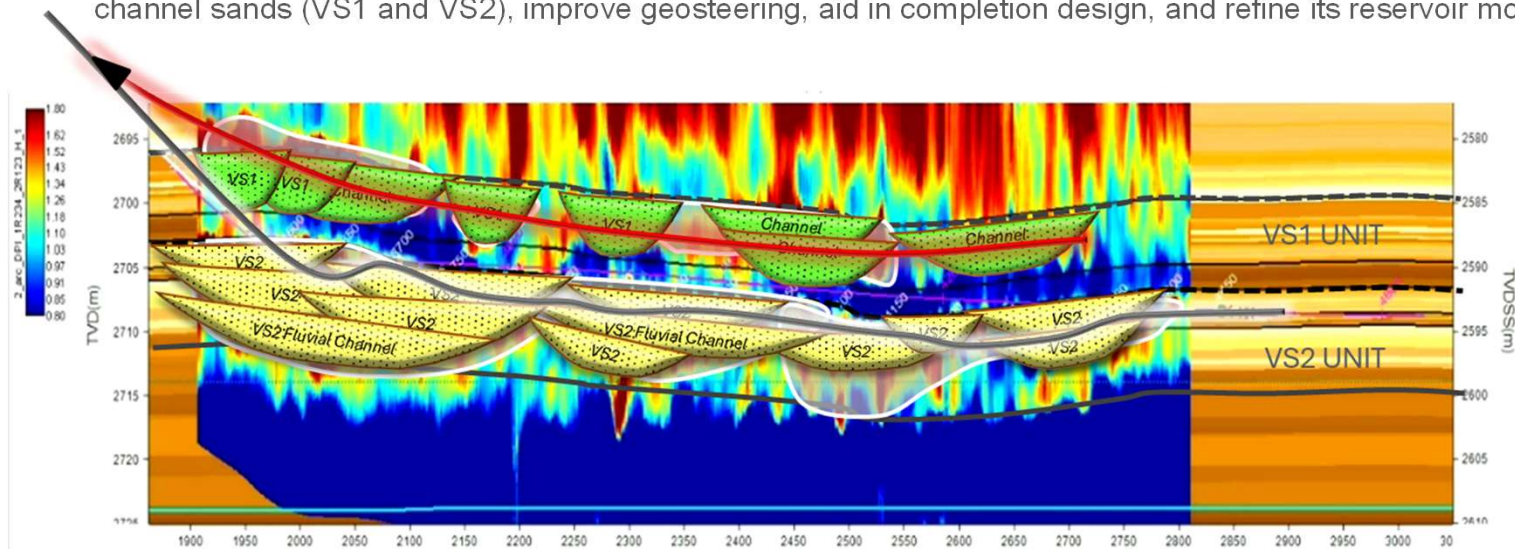 channel sands (VS1 and VS2), improve geosteering, aid in completion design, and refine its reservoir mo
1.80
1.62
1.52
1.43
1.34
1.26
1.18
1.10
1.03
0.97
0.91
0.85
0.80
TVD(m)
2695
2700
2705
2710
2715
2720
2580
2585
2590
2595
2600
2605
2610
TVDSS(m)
VS1
VS1
Channel
VS1
Channel
Channel
Channel
VS1 UNIT
VS2
VS2
VS2
VS2 Fluvial Channel
VS2
VS2 Fluvial Channel
VS2
VS2
VS2
VS2
VS2
VS2 UNIT
1900 1950 2000 2050 2100 2150 2200 2250 2300 2350 2400 2450 2500 2550 2600 2650 2700 2750 2800 2850 2900 2950 3000 30